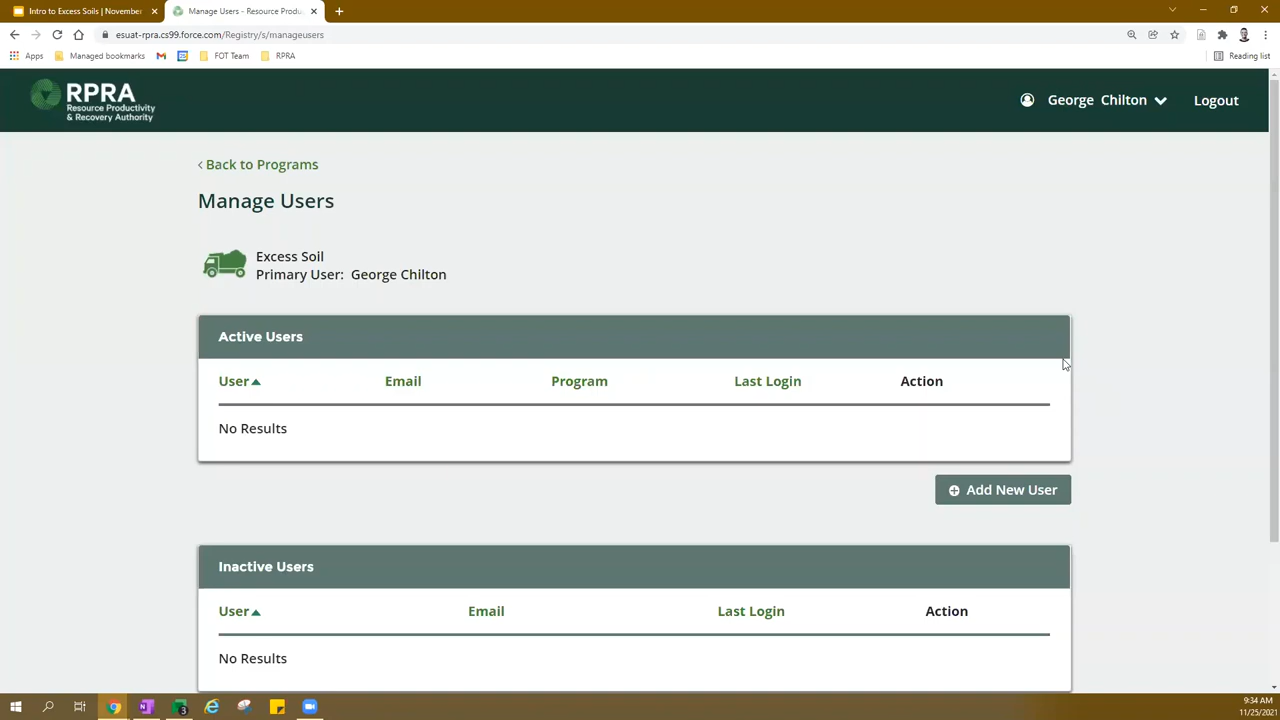 Intro to Excess Soils | November
Manage Users - Resource Produc
esuat-rpra.cs99.force.com/Registry/s/manageusers
Apps
Managed bookmarks
FOT Team
RPRA
Reading list
RPRA
Resource Productivity
& Recovery Authority
George Chilton
Logout
Back to Programs
Manage Users
Excess Soil
Primary User: George Chilton
Active Users
User
Email
Program
Last Login
Action
No Results
Add New User
Inactive Users
User
Email
Last Login
Action
No Results
3
9:34 AM
11/25/2021